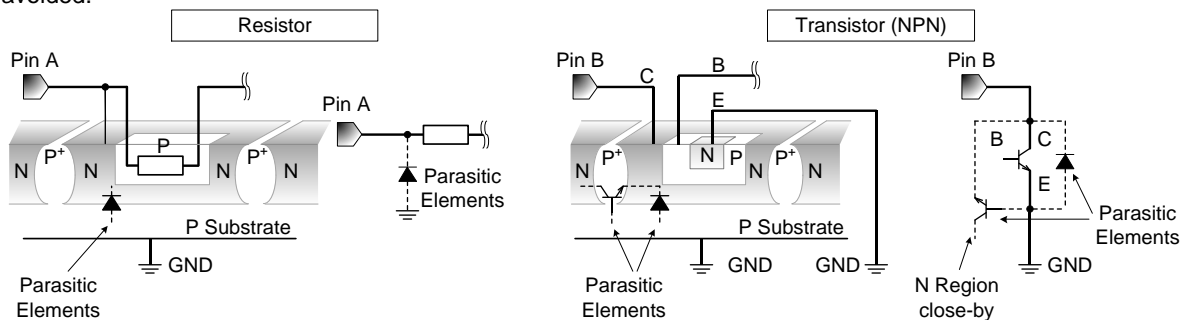 avoided.
Resistor
Transistor (NPN)
Pin A
Pin A
N
P+
N
P
P+
N
N
Parasitic
Elements
P Substrate
GND
Parasitic
Elements
Pin B
C
B
E
N
P+
N
N
P
P+
N
N
P Substrate
GND
GND
Parasitic
Elements
Pin B
B
C
E
Parasitic
Elements
GND
N Region
close-by